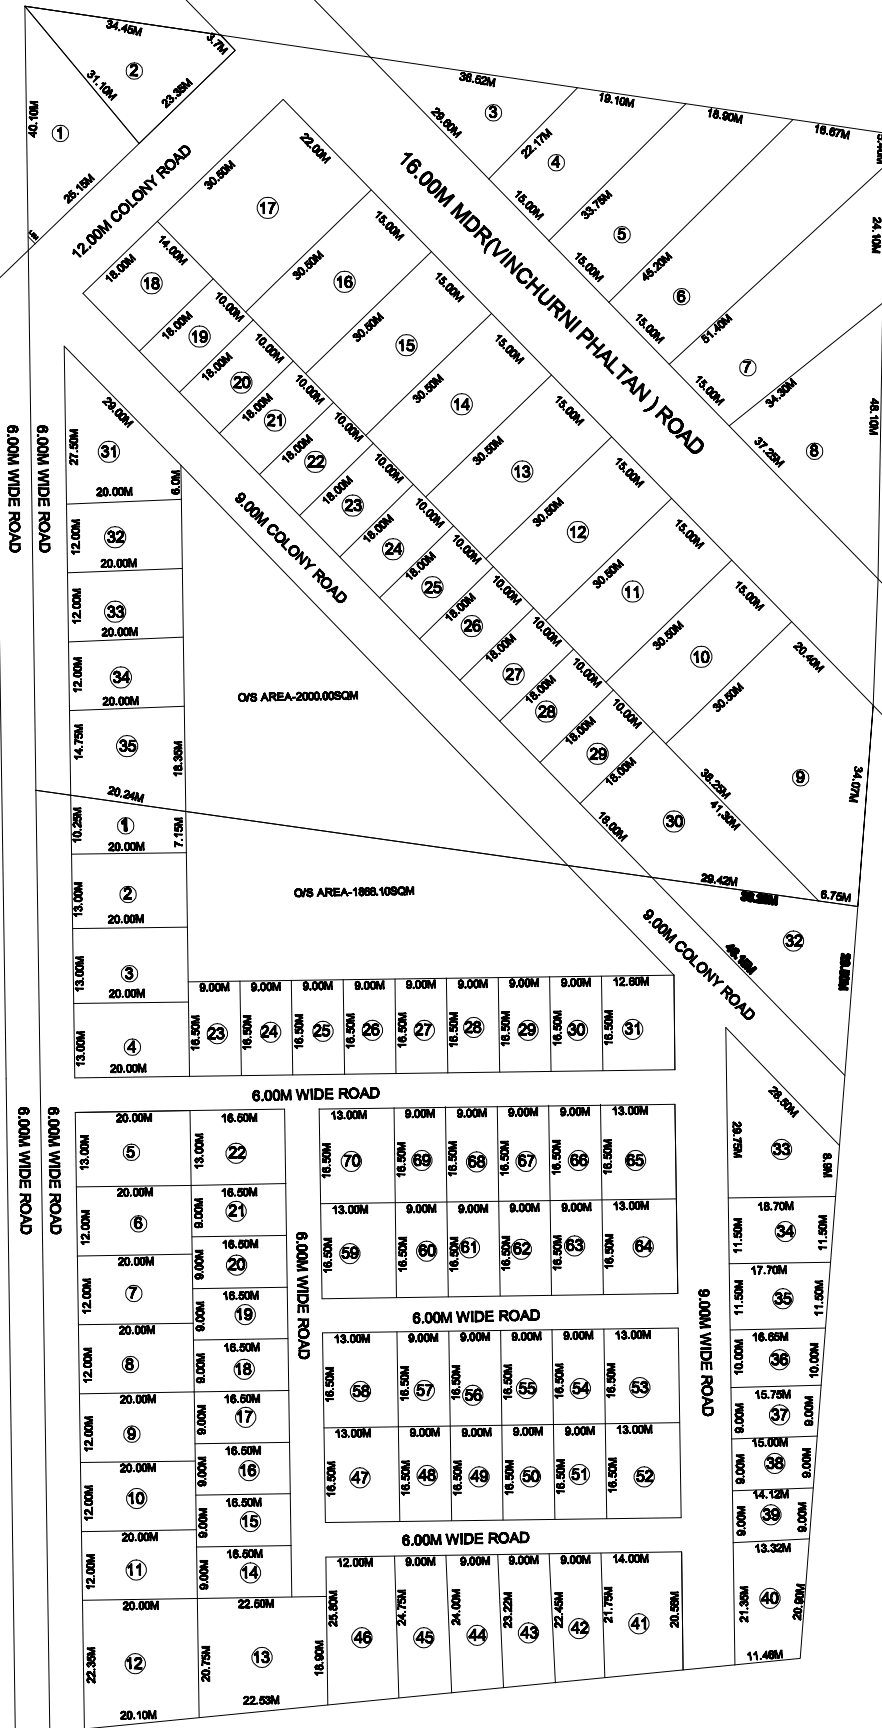 34.45M
3.7M
2
31.10M
23.35M
40.10M
1
25.15M
12.00M COLONY ROAD
36.52M
3
29.60M
19.10M
22.17M
4
15.00M
18.90M
33.75M
5
15.00M
16.67M
45.20M
6
15.00M
24.10M
51.40M
7
15.00M
34.30M
48.10M
8
37.25M
16.00M MDR(VINCHURNI PHALTAN ) ROAD
22.00M
30.50M
17
15.00M
30.50M
16
15.00M
30.50M
15
15.00M
30.50M
14
15.00M
30.50M
13
15.00M
30.50M
12
15.00M
30.50M
11
15.00M
30.50M
10
20.40M
30.50M
9
34.07M
38.25M
41.30M
14.00M
18.00M
18
10.00M
18.00M
19
10.00M
18.00M
20
10.00M
18.00M
21
10.00M
18.00M
22
10.00M
18.00M
23
10.00M
18.00M
24
10.00M
18.00M
25
10.00M
18.00M
26
10.00M
18.00M
27
10.00M
18.00M
28
10.00M
18.00M
29
18.00M
30
18.00M
29.42M
6.75M
9.00M COLONY ROAD
9.00M COLONY ROAD
32
6.00M WIDE ROAD
6.00M WIDE ROAD
29.00M
27.50M
31
6.0M
20.00M
12.00M
32
20.00M
12.00M
33
20.00M
12.00M
34
20.00M
14.75M
35
18.35M
20.24M
O/S AREA-2000.00SQM
10.25M
1
7.15M
20.00M
13.00M
2
20.00M
13.00M
3
20.00M
13.00M
4
20.00M
O/S AREA-1868.10SQM
9.00M 9.00M 9.00M 9.00M 9.00M 9.00M 9.00M 9.00M 12.80M
16.50M 23 16.50M 24 16.50M 25 16.50M 26 16.50M 27 16.50M 28 16.50M 29 16.50M 30 16.50M 31
6.00M WIDE ROAD
6.00M WIDE ROAD
6.00M WIDE ROAD
20.00M
13.00M
5
20.00M
12.00M
6
20.00M
12.00M
7
20.00M
12.00M
8
20.00M
12.00M
9
20.00M
12.00M
10
20.00M
12.00M
11
20.00M
22.35M
12
20.10M
16.50M
13.00M
22
16.50M
9.00M
21
16.50M
9.00M
20
16.50M
9.00M
19
16.50M
9.00M
18
16.50M
9.00M
17
16.50M
9.00M
16
16.50M
9.00M
15
16.50M
9.00M
14
22.50M
20.75M
13
18.90M
22.53M
6.00M WIDE ROAD
13.00M 9.00M 9.00M 9.00M 9.00M 13.00M
16.50M 70 16.50M 69 16.50M 68 16.50M 67 16.50M 66 16.50M 65
13.00M 9.00M 9.00M 9.00M 9.00M 13.00M
16.50M 59 16.50M 60 16.50M 61 16.50M 62 16.50M 63 16.50M 64
6.00M WIDE ROAD
13.00M 9.00M 9.00M 9.00M 9.00M 13.00M
16.50M 58 16.50M 57 16.50M 56 16.50M 55 16.50M 54 16.50M 53
13.00M 9.00M 9.00M 9.00M 9.00M 13.00M
16.50M 47 16.50M 48 16.50M 49 16.50M 50 16.50M 51 16.50M 52
6.00M WIDE ROAD
12.00M 9.00M 9.00M 9.00M 9.00M 14.00M
25.80M 46 24.75M 45 24.00M 44 23.22M 43 22.45M 42 21.75M 41 20.59M
9.00M WIDE ROAD
28.50M
29.75M
33
8.9M
18.70M
11.50M 34 11.50M
17.70M
11.50M 35 11.50M
16.65M
10.00M 36 10.00M
15.75M
9.00M 37 9.00M
15.00M
9.00M 38 9.00M
14.12M
9.00M 39 9.00M
13.32M
21.35M 40
11.46M